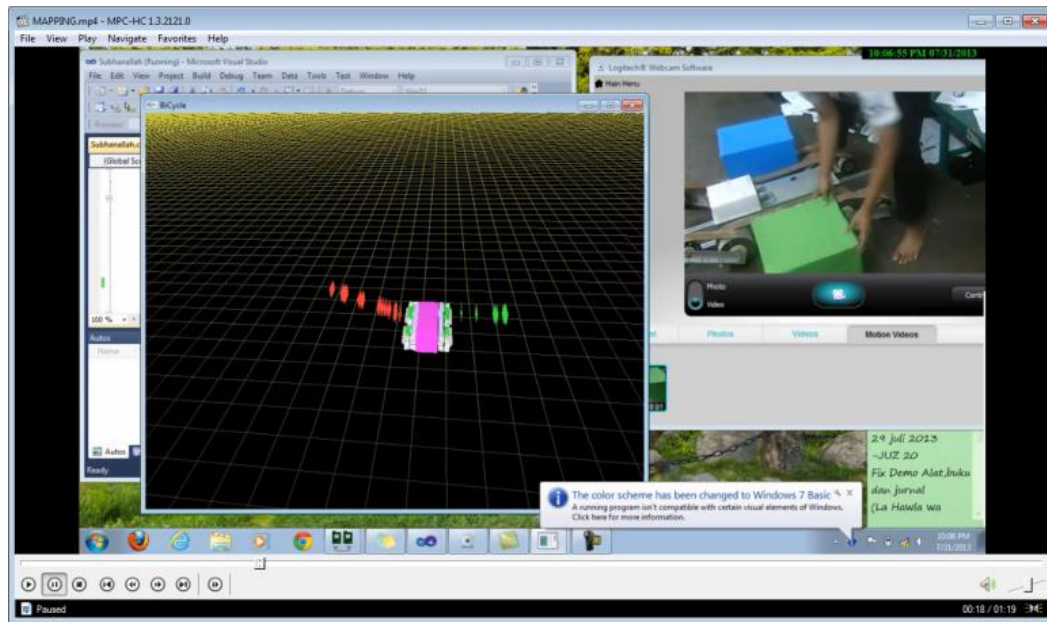 MAPPING.mp4 - MPC-HC 1.3.2121.0
File View Play Navigate Favorites Help
10:06:55 PM 07/31/2013
Subhanallah (Running) - Microsoft Visual Studio
File Edit View Project Build Debug Team Data Tools Test Window Help
Logitech® Webcam Software
Main Menu
BiCycle
Subhanallah.c
(Global Sc
Photo
Video
100 %
Autos
Name
Photos Videos Motion Videos
Autos
Ready
29 juli 2013
-JUZ 20
Fix Demo Alat,buku
dan jurnal
(La Hawla wa
The color scheme has been changed to Windows 7 Basic
A running program isn't compatible with certain visual elements of Windows.
Click here for more information.
10:06 PM
7/31/2013
Paused
00:18 / 01:19